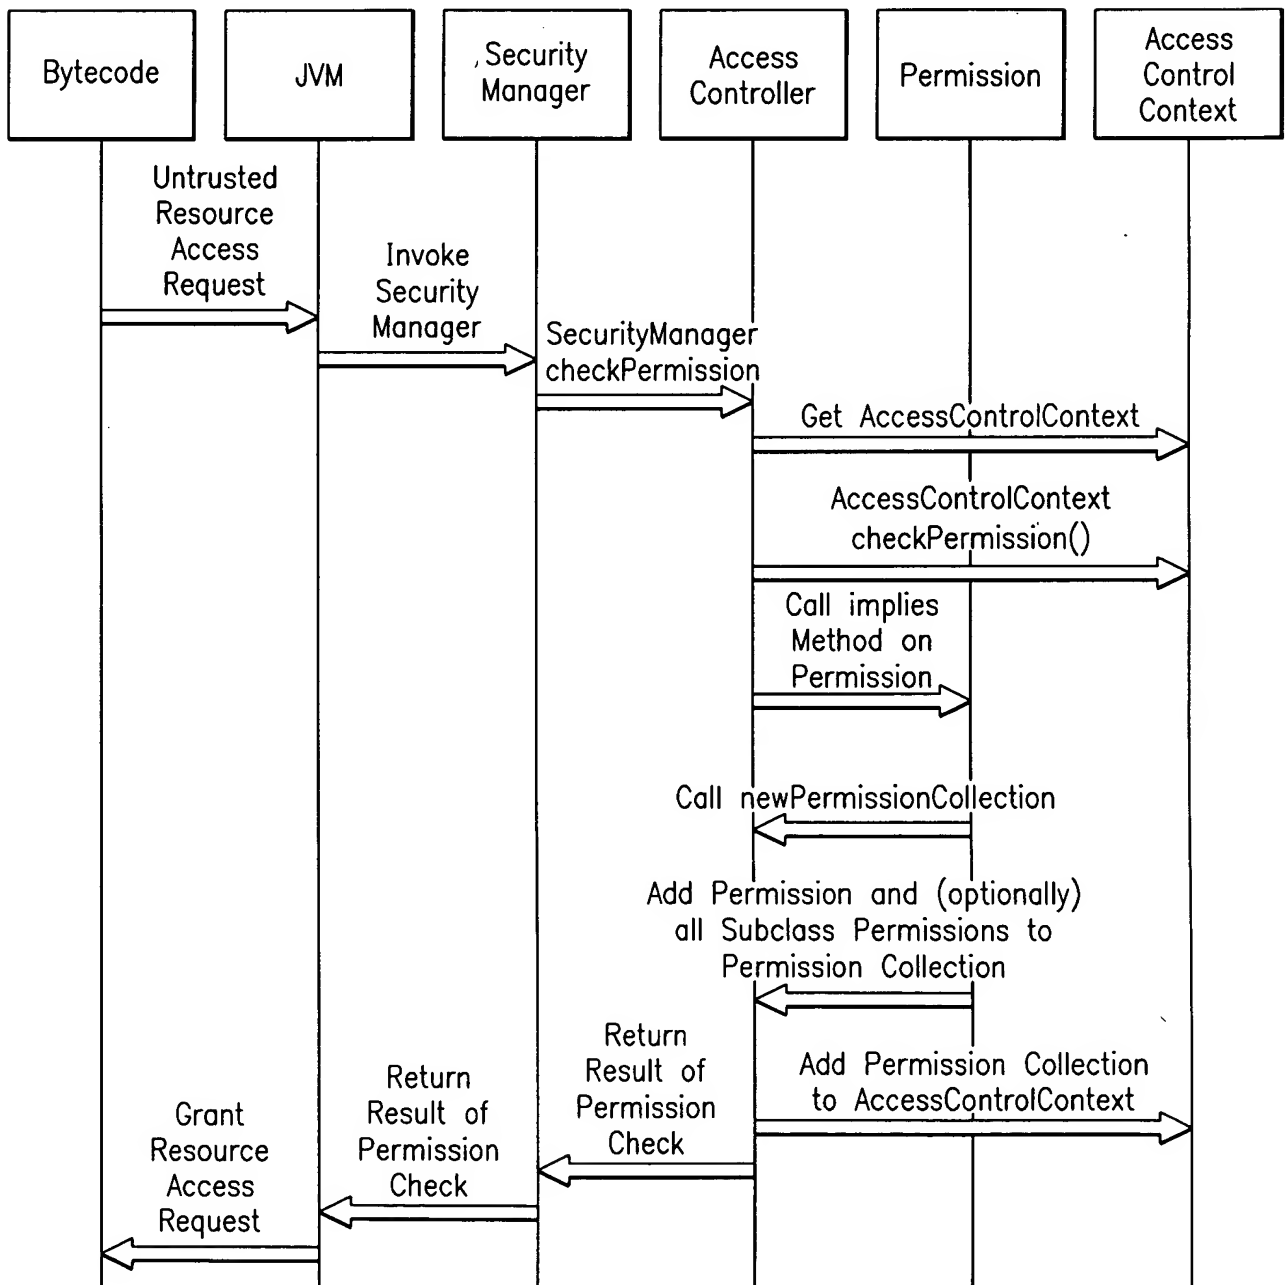 Bytecode
JVM
Security
Manager
Access
Controller
Permission
Access
Control
Context
Untrusted
Resource
Access
Request
Invoke
Security
Manager
SecurityManager
checkPermission
Get AccessControlContext
AccessControlContext
checkPermission()
Call implies
Method on
Permission
Call newPermissionCollection
Add Permission and (optionally)
all Subclass Permissions to
Permission Collection
Add Permission Collection
to AccessControlContext
Return
Result of
Permission
Check
Return
Result of
Permission
Check
Grant
Resource
Access
Request